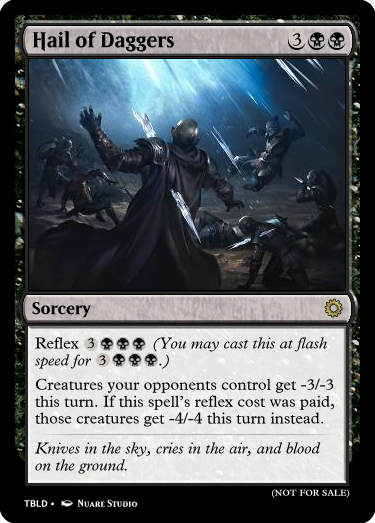 Hail of Daggers 3
Sorcery
Reflex 3 (You may cast this at flash
speed for 3 .)
Creatures your opponents control get -3/-3
this turn. If this spell's reflex cost was paid,
those creatures get -4/-4 this turn instead.
Knives in the sky, cries in the air, and blood
on the ground.
(NOT FOR SALE)
TBLD • Nuare Studio